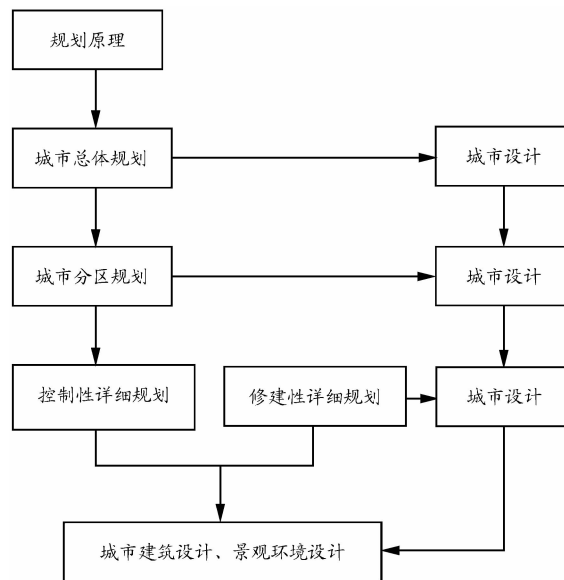 规划原理
城市总体规划
城市设计
城市分区规划
城市设计
控制性详细规划
修建性详细规划
城市设计
城市建筑设计、景观环境设计